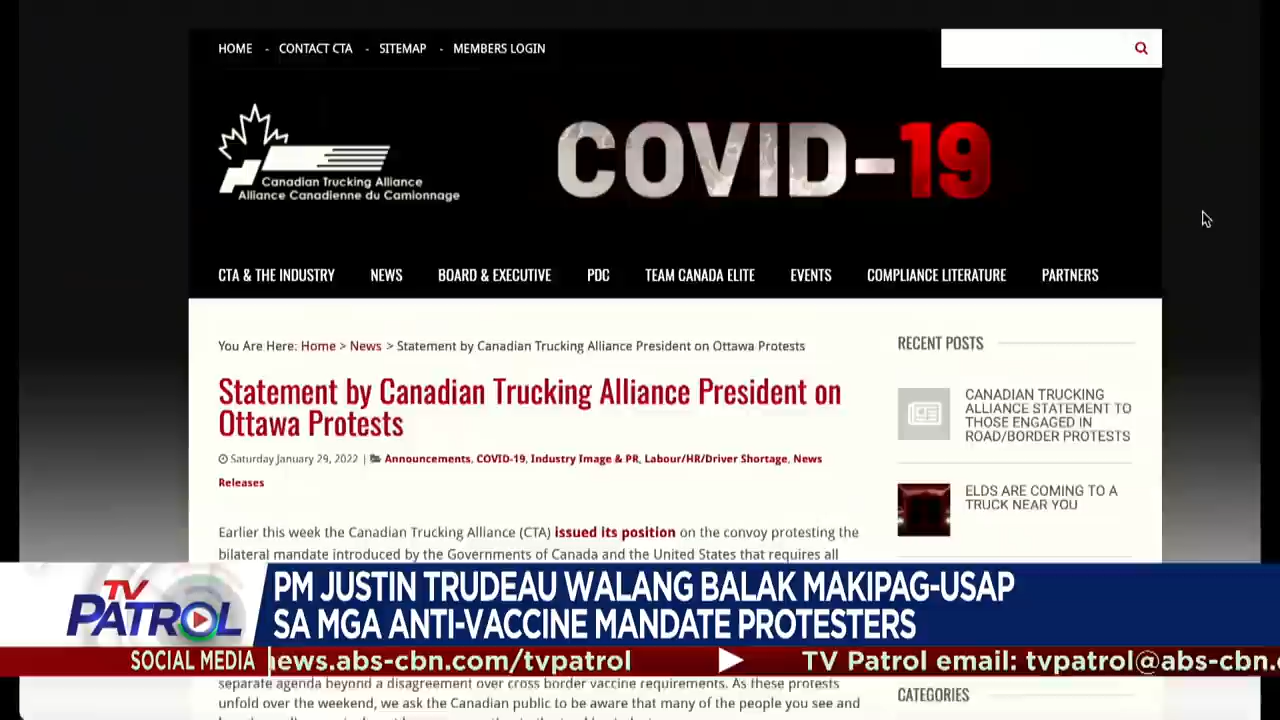 HOME - CONTACT CTA - SITEMAP - MEMBERS LOGIN
Canadian Trucking Alliance
Alliance Canadienne du Camionnage
COVID-19
CTA & THE INDUSTRY NEWS BOARD & EXECUTIVE PDC TEAM CANADA ELITE EVENTS COMPLIANCE LITERATURE PARTNERS
You Are Here: Home > News > Statement by Canadian Trucking Alliance President on Ottawa Protests
Statement by Canadian Trucking Alliance President on
Ottawa Protests
Saturday January 29, 2022 | Announcements, COVID-19, Industry Image & PR, Labour/HR/Driver Shortage, News
Releases
Earlier this week the Canadian Trucking Alliance (CTA) issued its position on the convoy protesting the
bilateral mandate introduced by the Governments of Canada and the United States that requires all
RECENT POSTS
CANADIAN TRUCKING
ALLIANCE STATEMENT TO
THOSE ENGAGED IN
ROAD/BORDER PROTESTS
ELDS ARE COMING TO A
TRUCK NEAR YOU
TV
PATROL
PM JUSTIN TRUDEAU WALANG BALAK MAKIPAG-USAP
SA MGA ANTI-VACCINE MANDATE PROTESTERS
SOCIAL MEDIA news.abs-cbn.com/tvpatrol TV Patrol email: tvpatrol@abs-cbn.
separate agenda beyond a disagreement over cross border vaccine requirements. As these protests
unfold over the weekend, we ask the Canadian public to be aware that many of the people you see and
CATEGORIES